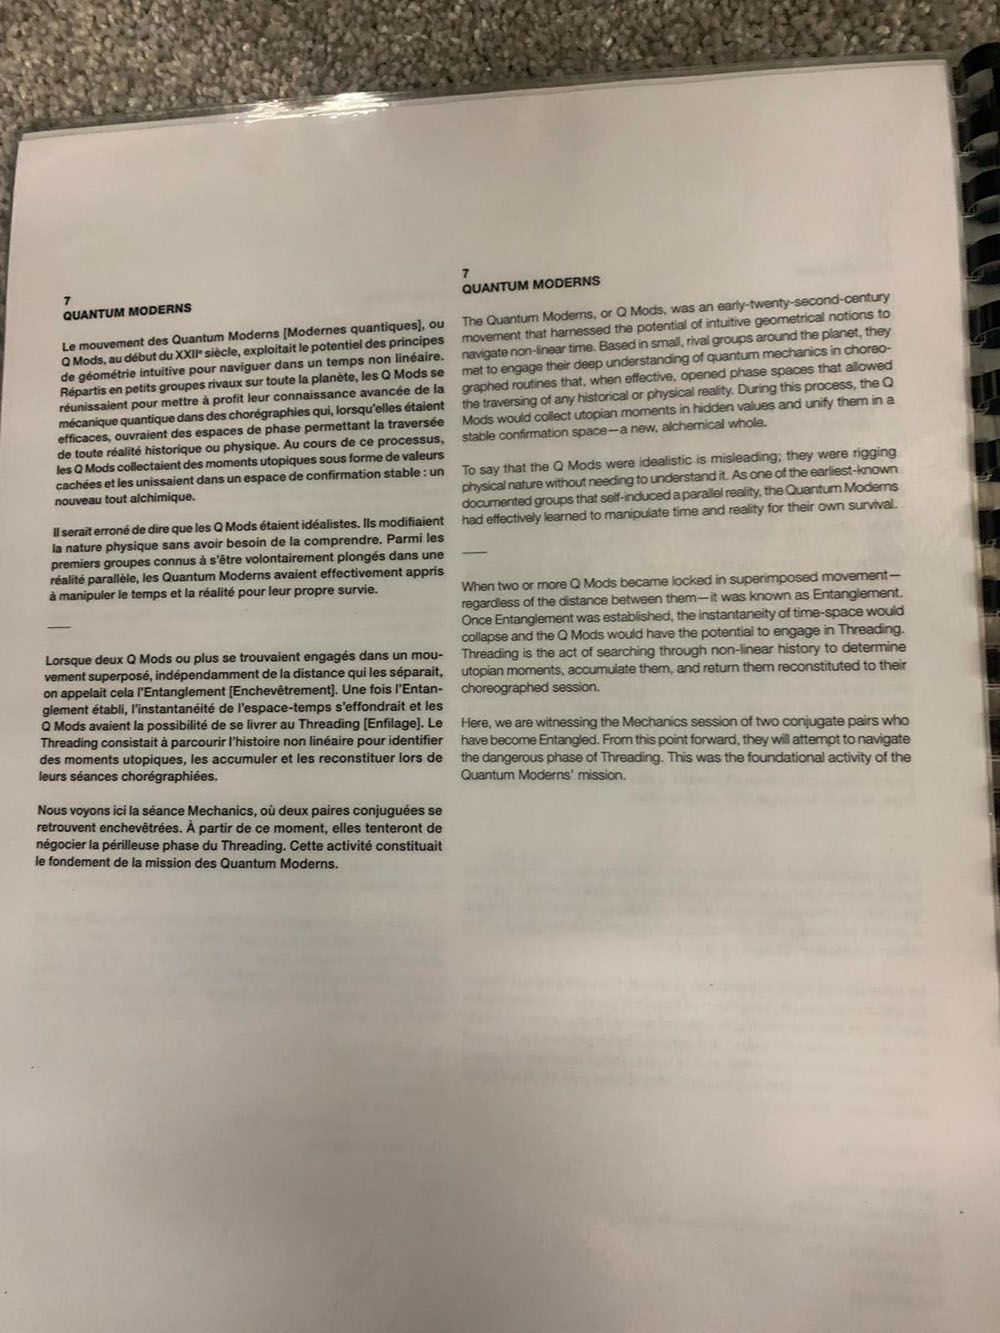 7
QUANTUM MODERNS
Le mouvement des Quantum Moderns [Modernes quantiques], ou
Q Mods, au début du XXIIᵉ siècle, exploitait le potentiel des principes
de géométrie intuitive pour naviguer dans un temps non linéaire.
Répartis en petits groupes rivaux sur toute la planète, les Q Mods se
réunissaient pour mettre à profit leur connaissance avancée de la
mécanique quantique dans des chorégraphies qui, lorsqu'elles étaient
efficaces, ouvraient des espaces de phase permettant la traversée
de toute réalité historique ou physique. Au cours de ce processus,
les Q Mods collectaient des moments utopiques sous forme de valeurs
cachées et les unissaient dans un espace de confirmation stable : un
nouveau tout alchimique.
Il serait erroné de dire que les Q Mods étaient idéalistes. Ils modifiaient
la nature physique sans avoir besoin de la comprendre. Parmi les
premiers groupes connus à s'être volontairement plongés dans une
réalité parallèle, les Quantum Moderns avaient effectivement appris
à manipuler le temps et la réalité pour leur propre survie.
—
Lorsque deux Q Mods ou plus se trouvaient engagés dans un mou-
vement superposé, indépendamment de la distance qui les séparait,
on appelait cela l'Entanglement [Enchevêtrement]. Une fois l'Entan-
glement établi, l'instantanéité de l'espace-temps s'effondrait et les
Q Mods avaient la possibilité de se livrer au Threading [Enfilage]. Le
Threading consistait à parcourir l'histoire non linéaire pour identifier
des moments utopiques, les accumuler et les reconstituer lors de
leurs séances chorégraphiées.
Nous voyons ici la séance Mechanics, où deux paires conjuguées se
retrouvent enchevêtrées. À partir de ce moment, elles tenteront de
négocier la périlleuse phase du Threading. Cette activité constituait
le fondement de la mission des Quantum Moderns.
7
QUANTUM MODERNS
The Quantum Moderns, or Q Mods, was an early-twenty-second-century
movement that harnessed the potential of intuitive geometrical notions to
navigate non-linear time. Based in small, rival groups around the planet, they
met to engage their deep understanding of quantum mechanics in choreo-
graphed routines that, when effective, opened phase spaces that allowed
the traversing of any historical or physical reality. During this process, the Q
Mods would collect utopian moments in hidden values and unify them in a
stable confirmation space—a new, alchemical whole.
To say that the Q Mods were idealistic is misleading; they were rigging
physical nature without needing to understand it. As one of the earliest-known
documented groups that self-induced a parallel reality, the Quantum Moderns
had effectively learned to manipulate time and reality for their own survival.
—
When two or more Q Mods became locked in superimposed movement—
regardless of the distance between them—it was known as Entanglement.
Once Entanglement was established, the instantaneity of time-space would
collapse and the Q Mods would have the potential to engage in Threading.
Threading is the act of searching through non-linear history to determine
utopian moments, accumulate them, and return them reconstituted to their
choreographed session.
Here, we are witnessing the Mechanics session of two conjugate pairs who
have become Entangled. From this point forward, they will attempt to navigate
the dangerous phase of Threading. This was the foundational activity of the
Quantum Moderns' mission.